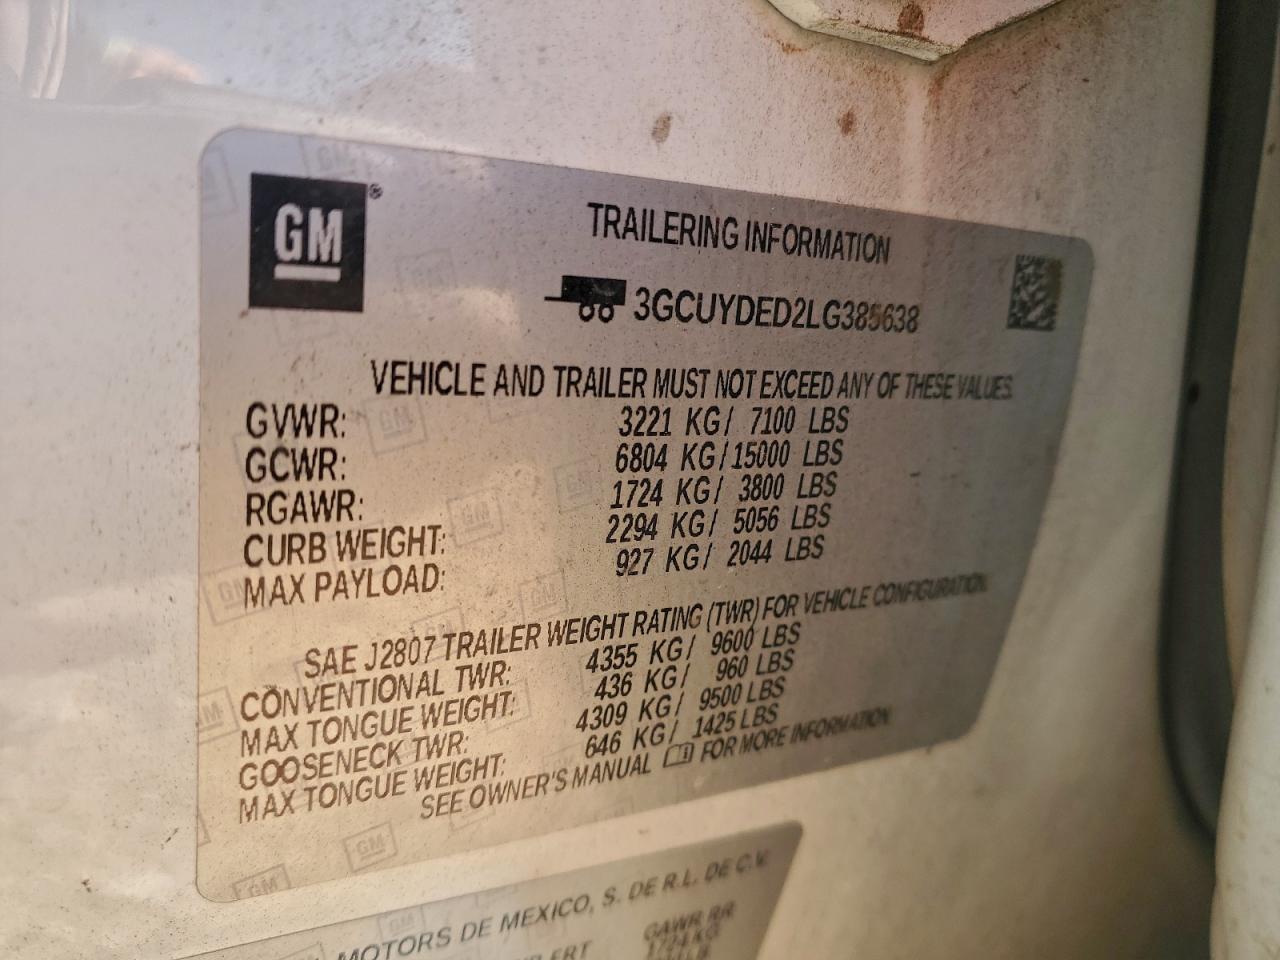 GM®
TRAILERING INFORMATION
3GCUYDED2LG385638
VEHICLE AND TRAILER MUST NOT EXCEED ANY OF THESE VALUES.
GVWR: 3221 KG/ 7100 LBS
GCWR: 6804 KG/15000 LBS
RGAWR: 1724 KG/ 3800 LBS
CURB WEIGHT: 2294 KG/ 5056 LBS
MAX PAYLOAD: 927 KG/ 2044 LBS
SAE J2807 TRAILER WEIGHT RATING (TWR) FOR VEHICLE CONFIGURATION.
CONVENTIONAL TWR: 4355 KG/ 9600 LBS
MAX TONGUE WEIGHT: 436 KG/ 960 LBS
GOOSENECK TWR: 4309 KG/ 9500 LBS
MAX TONGUE WEIGHT: 646 KG/ 1425 LBS
SEE OWNER'S MANUAL FOR MORE INFORMATION
MOTORS DE MEXICO, S. DE R.L. DE C.V.
GAWR RR
1724 KG